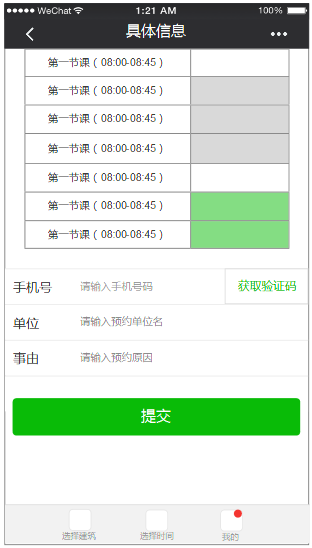 WeChat 1:21 AM 100%
具体信息
第一节课（08:00-08:45）
第一节课（08:00-08:45）
第一节课（08:00-08:45）
第一节课（08:00-08:45）
第一节课（08:00-08:45）
第一节课（08:00-08:45）
第一节课（08:00-08:45）
手机号 请输入手机号码 获取验证码
单位 请输入预约单位名
事由 请输入预约原因
提交
选择建筑 选择时间 我的